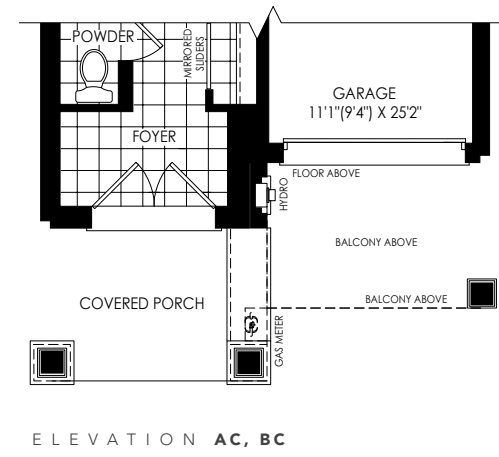 POWDER
MIRRORED
SLIDERS
GARAGE
11'1"(9'4") X 25'2"
FOYER
FLOOR ABOVE
HYDRO
BALCONY ABOVE
COVERED PORCH
BALCONY ABOVE
GAS METER
ELEVATION AC, BC